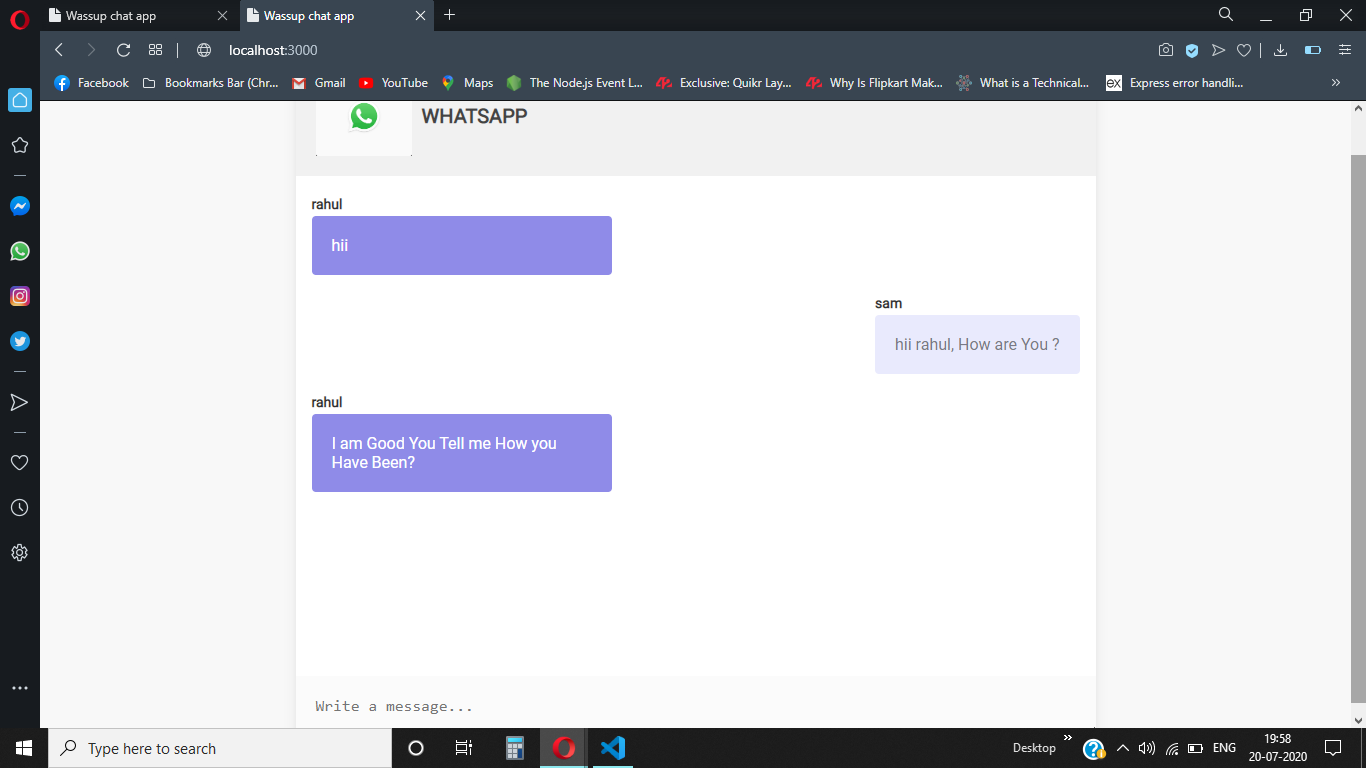 Wassup chat app
Wassup chat app
localhost:3000
Facebook
Bookmarks Bar (Chr...
Gmail
YouTube
Maps
The Node.js Event L...
Exclusive: Quikr Lay...
Why Is Flipkart Mak...
What is a Technical...
ex
Express error handli...
WHATSAPP
rahul
hii
sam
hii rahul, How are You ?
rahul
I am Good You Tell me How you
Have Been?
Write a message...
Type here to search
Desktop
ENG
19:58
20-07-2020